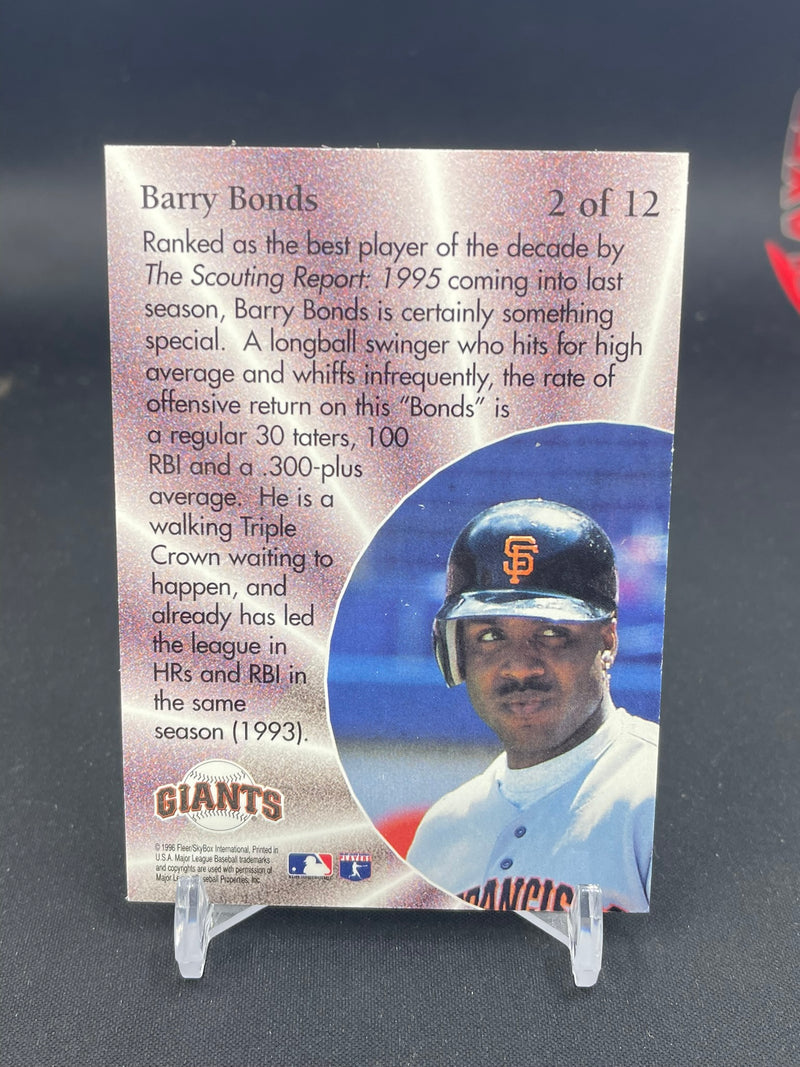 Barry Bonds
2 of 12
Ranked as the best player of the decade by
The Scouting Report: 1995 coming into last
season, Barry Bonds is certainly something
special. A longball swinger who hits for high
average and whiffs infrequently, the rate of
offensive return on this "Bonds" is
a regular 30 taters, 100
RBI and a .300-plus
average. He is a
walking Triple
Crown waiting to
happen, and
already has led
the league in
HRs and RBI in
the same
season (1993).
SF
GIANTS
© 1996 Fleer/SkyBox International, Printed in
U.S.A. Major League Baseball trademarks
and copyrights are used with permission of
Major League Baseball Properties, Inc.
PLAYERS